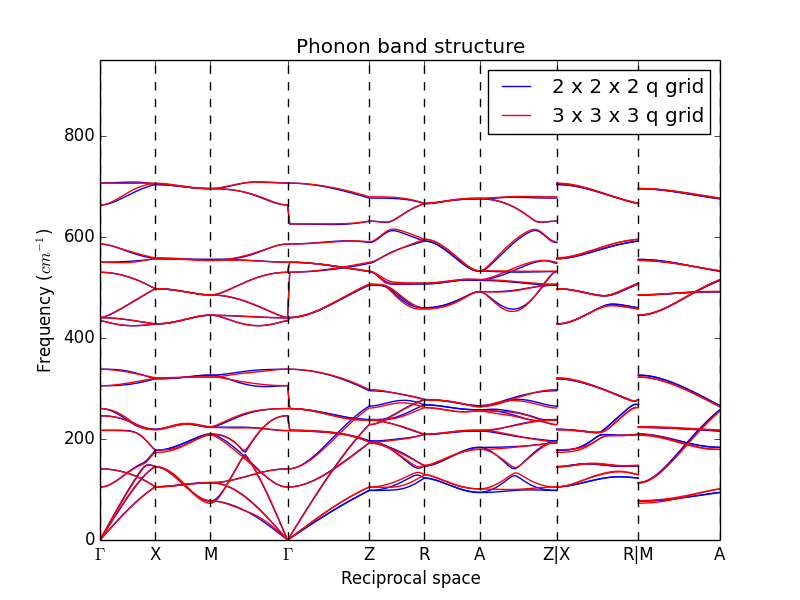 Phonon band structure
2 x 2 x 2 q grid
3 x 3 x 3 q grid
800
600
400
200
0
Frequency (cm⁻¹)
Γ X M Γ Z R A Z|X R|M A
Reciprocal space